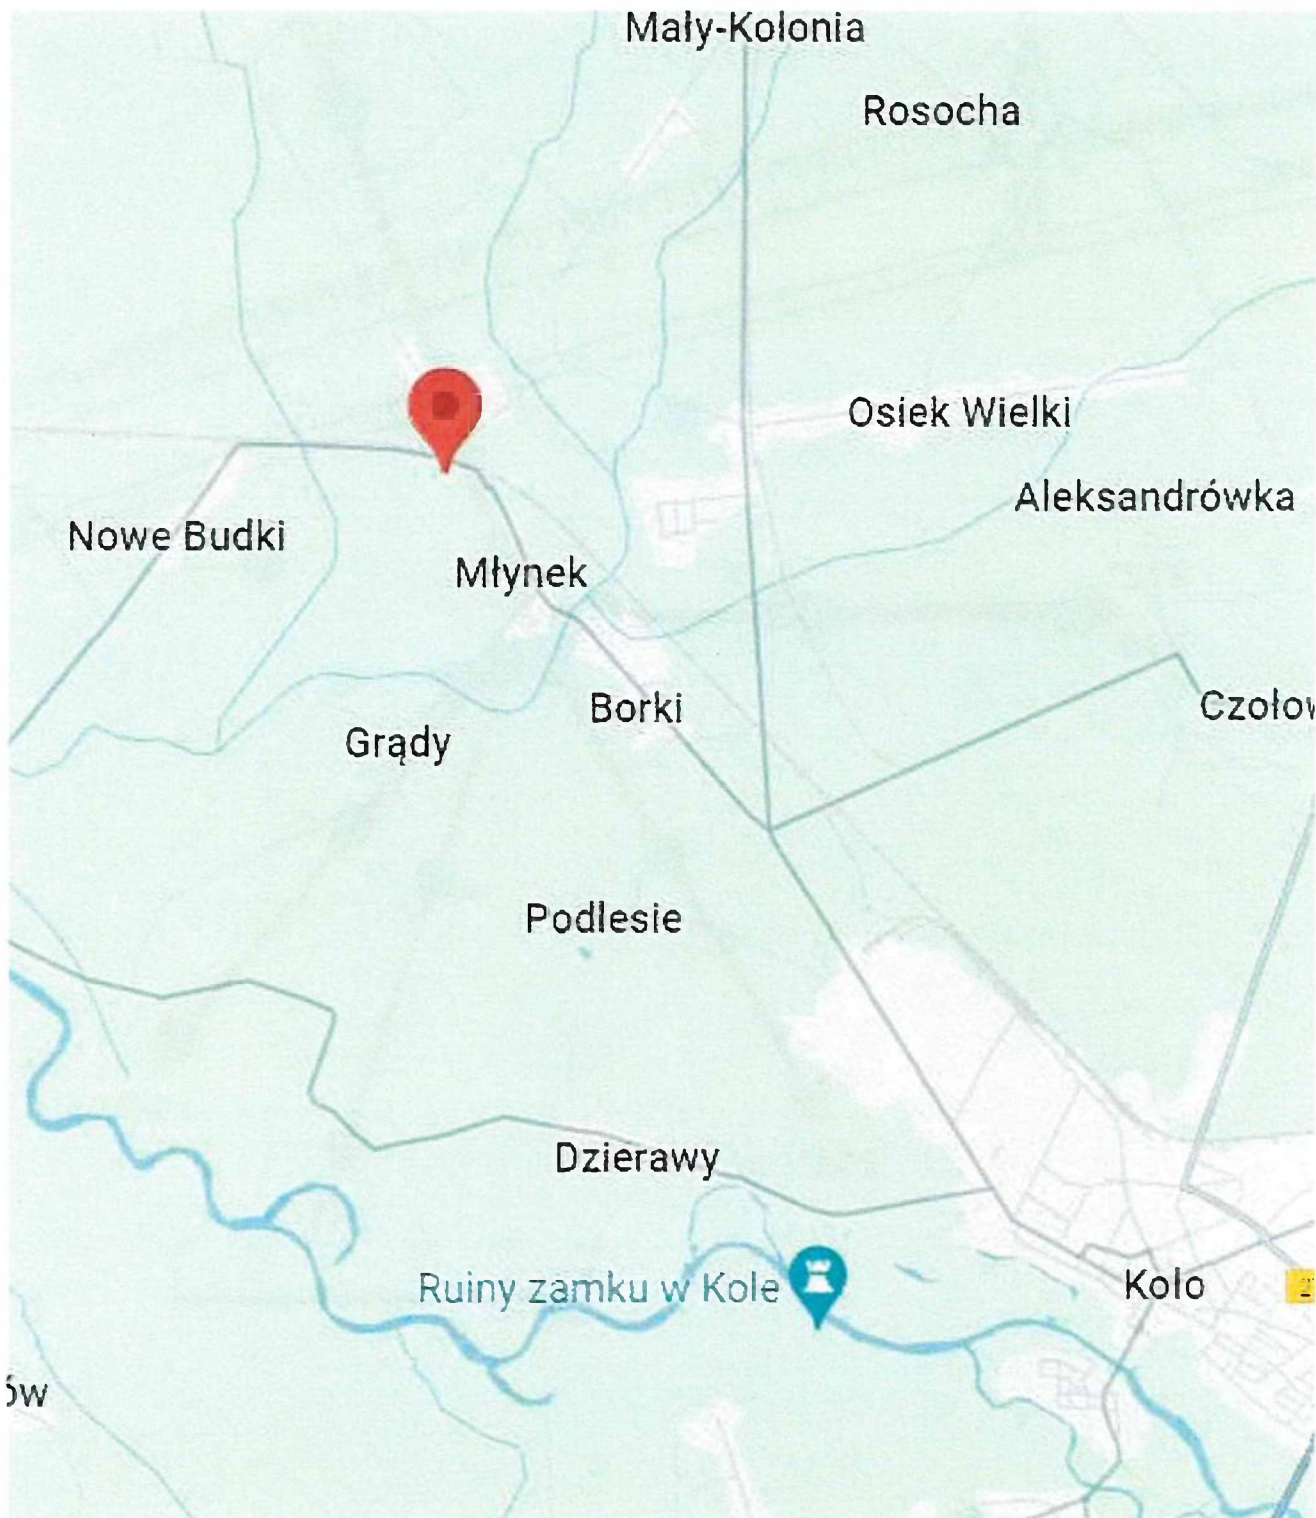 Mały-Kolonia
Rosocha
Osiek Wielki
Aleksandrówka
Nowe Budki
Młynek
Borki
Czołow
Grądy
Podlesie
Dzierawy
Ruiny zamku w Kole
Koło
ów